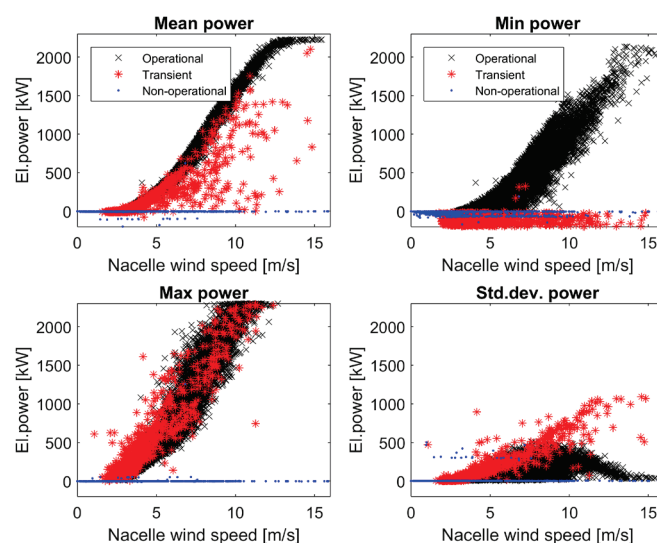 Mean power
El.power [kW]
2000
1500
1000
500
0
Operational
Transient
Non-operational
0 5 10 15
Nacelle wind speed [m/s]
Min power
El.power [kW]
2000
1500
1000
500
0
Operational
Transient
Non-operational
0 5 10 15
Nacelle wind speed [m/s]
Max power
El.power [kW]
2000
1500
1000
500
0
0 5 10 15
Nacelle wind speed [m/s]
Std.dev. power
El.power [kW]
2000
1500
1000
500
0
0 5 10 15
Nacelle wind speed [m/s]